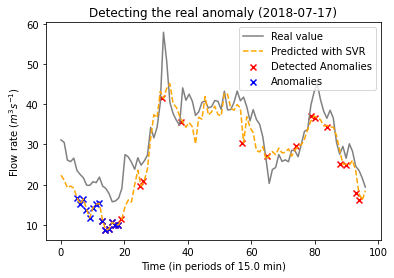 Detecting the real anomaly (2018-07-17)
Real value
Predicted with SVR
Detected Anomalies
Anomalies
60
50
40
30
20
10
Flow rate (m³s⁻¹)
0 20 40 60 80 100
Time (in periods of 15.0 min)